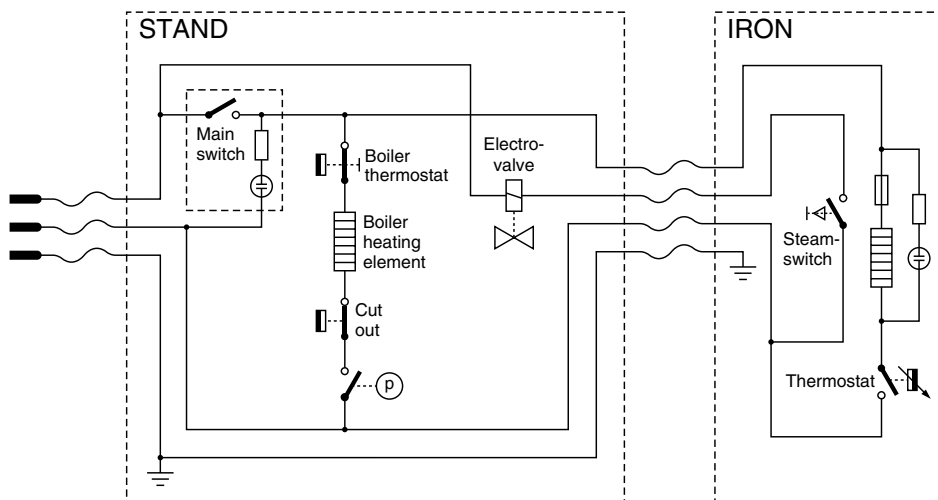 STAND
IRON
Main
switch
Boiler
thermostat
Electro-
valve
Boiler
heating
element
Steam-
switch
Cut
out
p
Thermostat